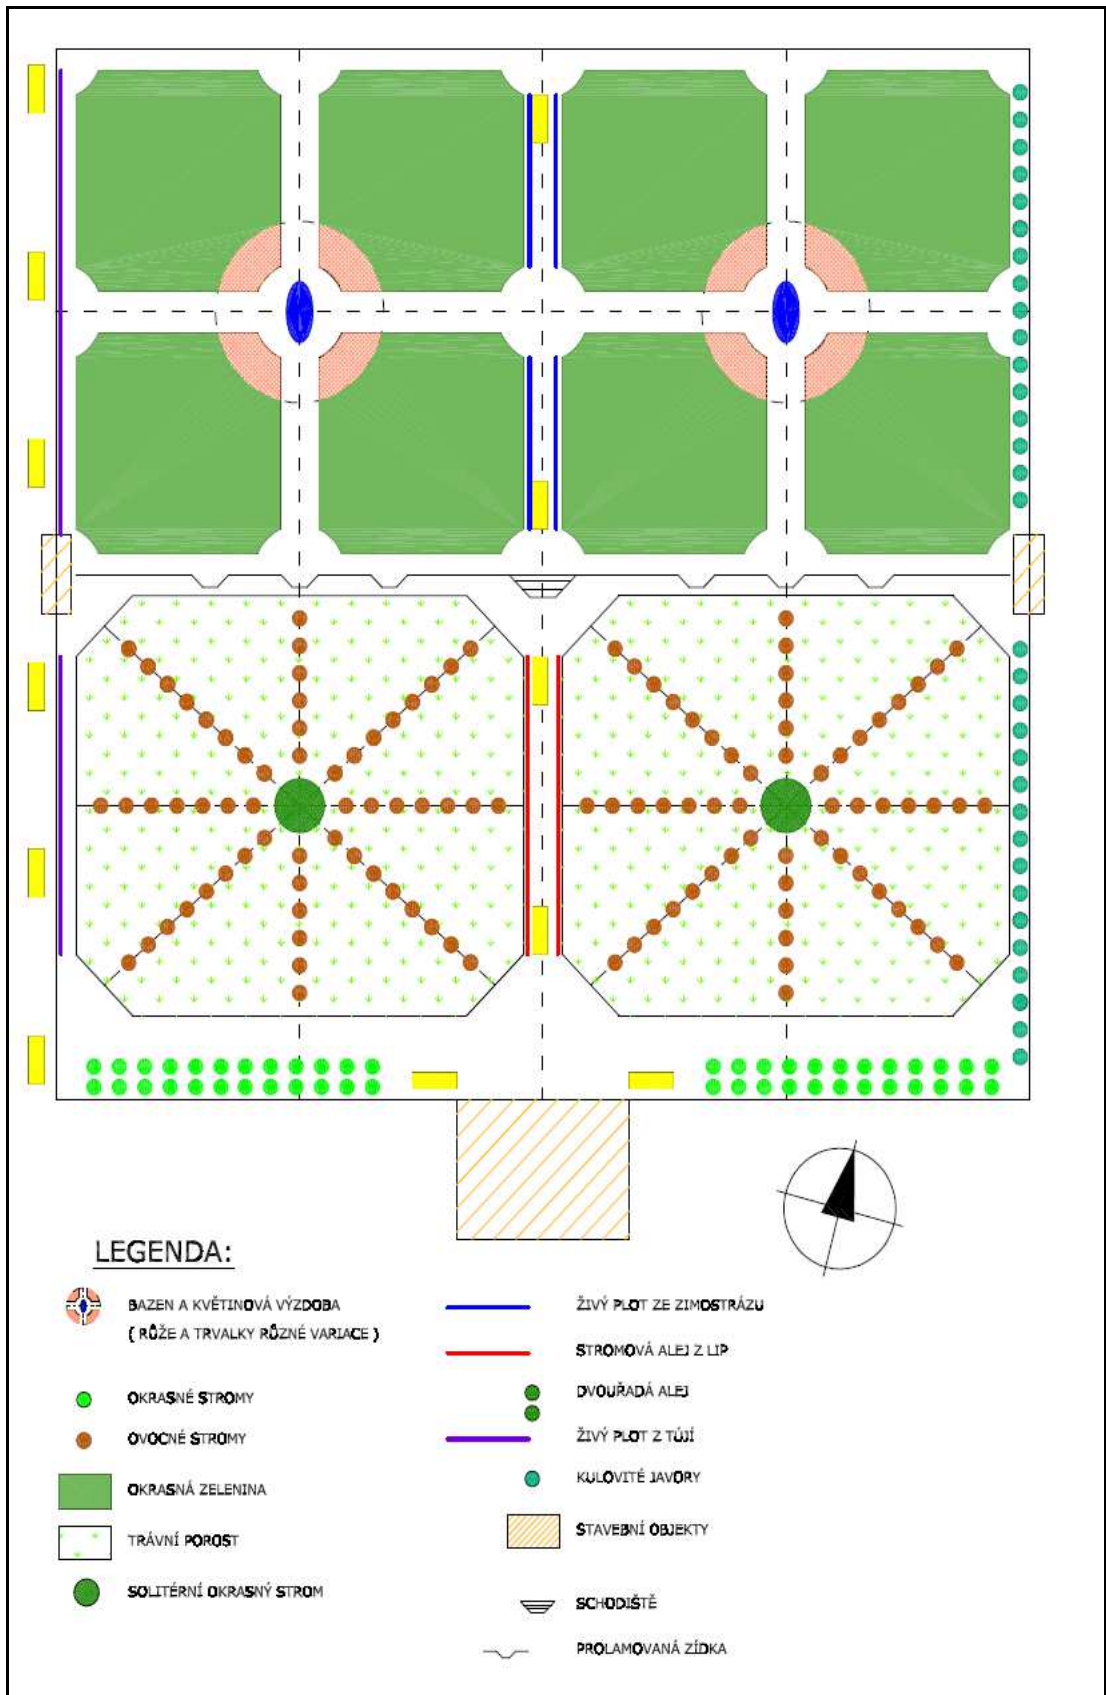 LEGENDA:
BAZEN A KVĚTINOVÁ VÝZDOBA
( RŮŽE A TRVALKY RŮZNÉ VARIACE )
OKRASNÉ STROMY
OVOCNÉ STROMY
OKRASNÁ ZELENINA
TRÁVNÍ POROST
SOLITÉRNÍ OKRASNÝ STROM
ŽIVÝ PLOT ZE ZIMOSTRÁZU
STROMOVÁ ALEJ Z LIP
DVOUŘADÁ ALEJ
ŽIVÝ PLOT Z TÚJÍ
KULOVITÉ JAVORY
STAVEBNÍ OBJEKTY
SCHODIŠTĚ
PROLAMOVANÁ ZÍDKA